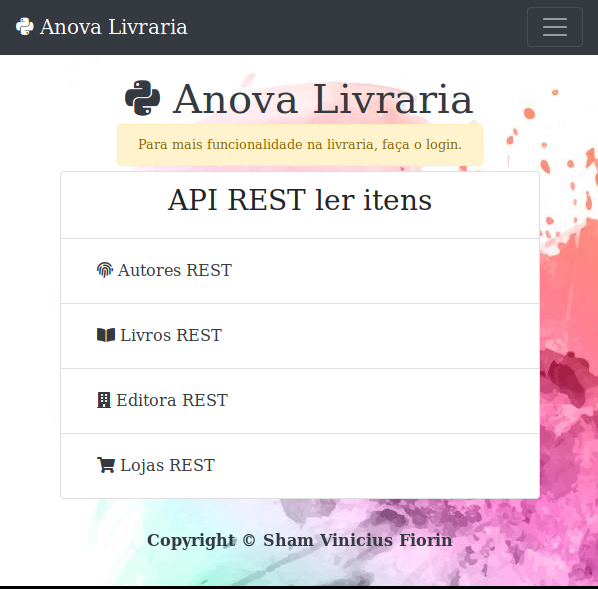 Anova Livraria
Anova Livraria
Para mais funcionalidade na livraria, faça o login.
API REST ler itens
Autores REST
Livros REST
Editora REST
Lojas REST
Copyright © Sham Vinicius Fiorin